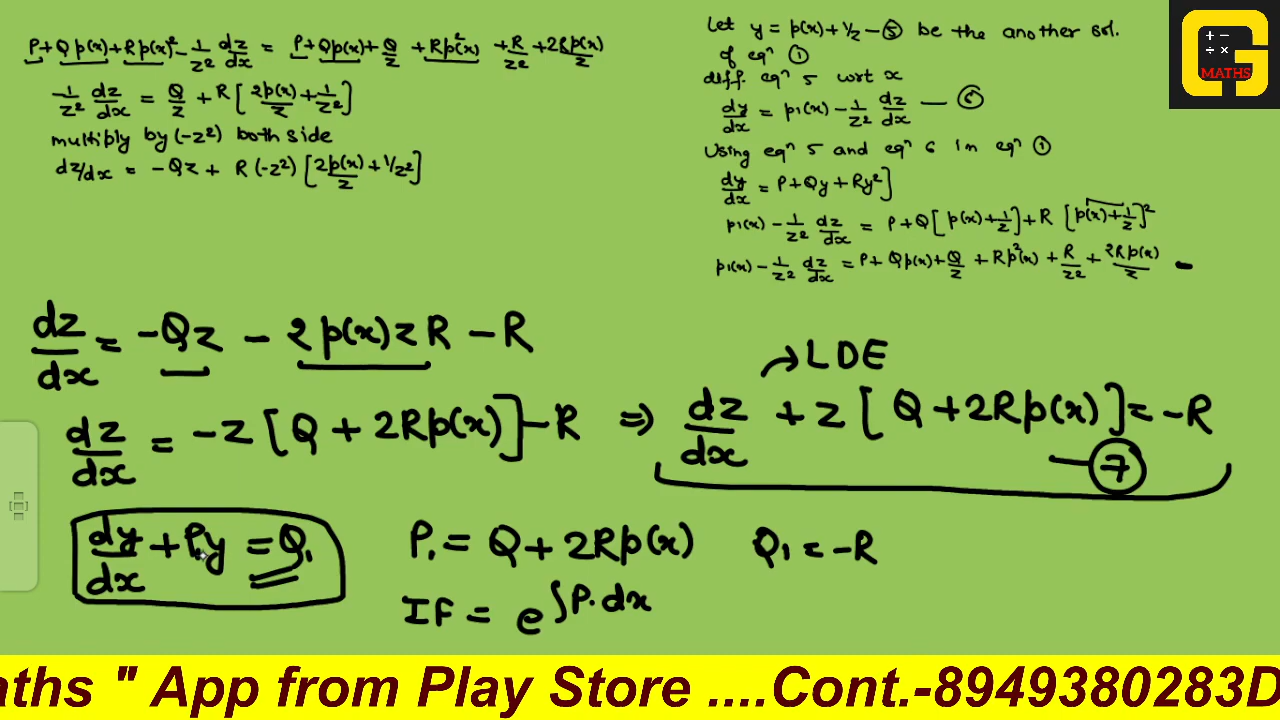 P+Qp(x)+Rp(x)²-1/z² dz/dx = P+Qp(x)+Q/z +Rp²(x) +R/z²+2Rp(x)/z
-1/z² dz/dx = Q/z + R[2p(x)/z+1/z²]
multiply by (-z²) both side
dz/dx = -Qz + R(-z²)[2p(x)/z+1/z²]
Let y = p(x)+1/z -⑤ be the another sol.
of eqⁿ ①
diff. eqⁿ 5 wrt x
dy/dx = p1(x) - 1/z² dz/dx — ⑥
Using eqⁿ 5 and eqⁿ 6 in eqⁿ ①
dy/dx = P+Qy+Ry²]
p1(x) - 1/z² dz/dx = P+Q[p(x)+1/z]+R [p(x)+1/z]²
p1(x) - 1/z² dz/dx = P+Qp(x)+Q/z +Rp²(x) +R/z²+2Rp(x)/z -
G
MATHS
dz/dx = -Qz - 2p(x)zR - R
→LDE
dz/dx = -z[Q+2Rp(x)]-R ⇒ dz/dx + z[Q+2Rp(x)] = -R
—⑦
dy/dx + P₁y = Q₁ P₁ = Q+2Rp(x) Q₁ = -R
IF = e^∫P.dx
aths " App from Play Store ....Cont.-8949380283D